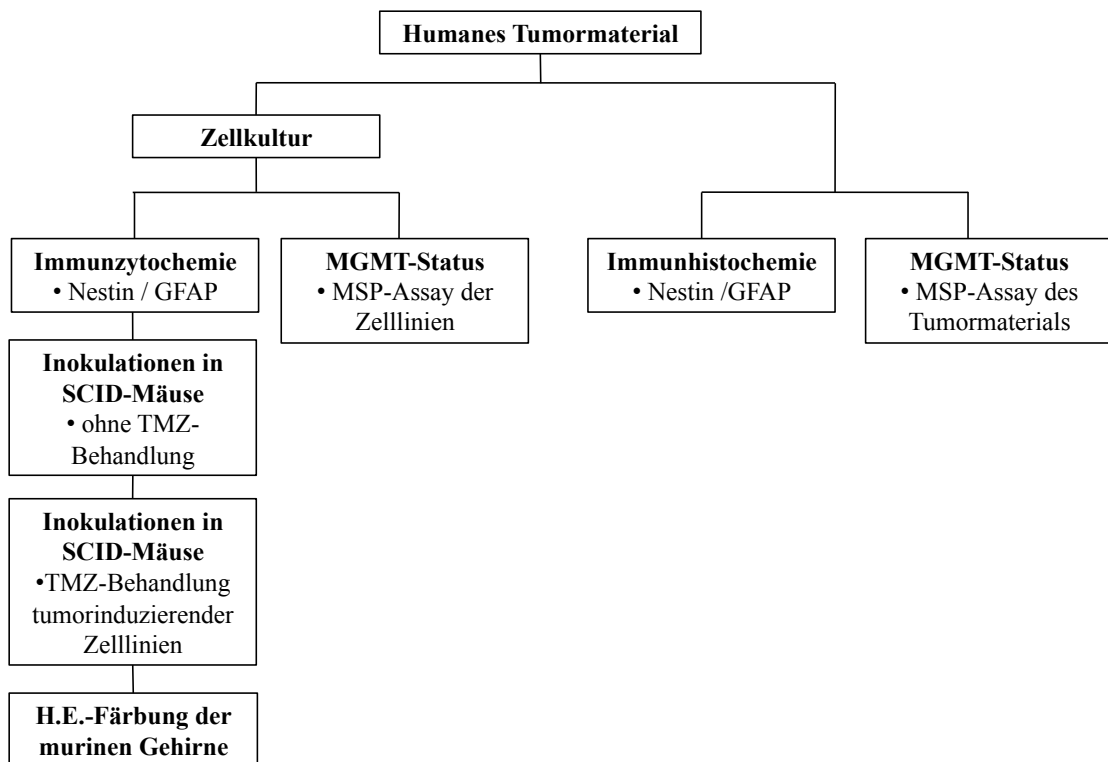 Humanes Tumormaterial
Zellkultur
Immunzytochemie
• Nestin / GFAP
MGMT-Status
• MSP-Assay der
Zelllinien
Immunhistochemie
• Nestin /GFAP
MGMT-Status
• MSP-Assay des
Tumormaterials
Inokulationen in
SCID-Mäuse
• ohne TMZ-
Behandlung
Inokulationen in
SCID-Mäuse
•TMZ-Behandlung
tumorinduzierender
Zelllinien
H.E.-Färbung der
murinen Gehirne